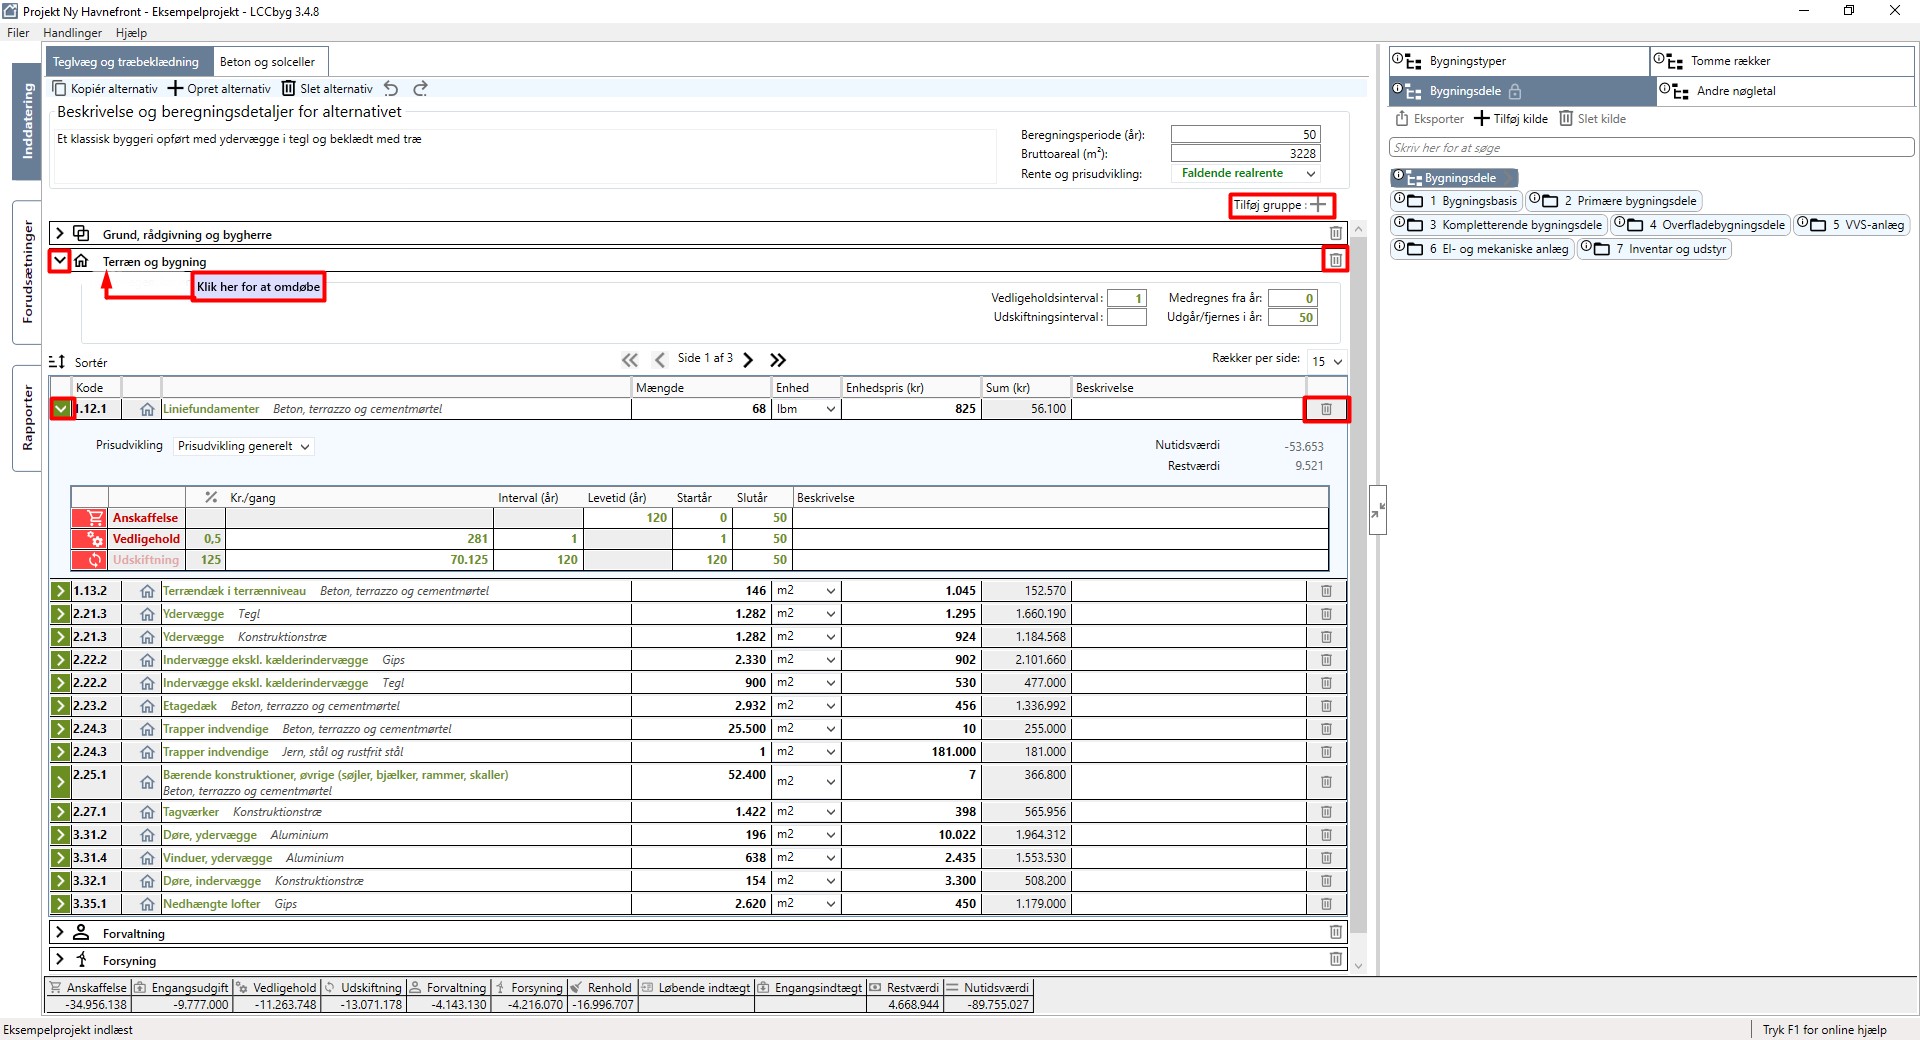 Projekt Ny Havnefront - Eksempelprojekt - LCCbyg 3.4.8
Filer Handlinger Hjælp
Inddatering
Forudsætninger
Rapporter
Teglvæg og træbeklædning Beton og solceller
Kopiér alternativ Opret alternativ Slet alternativ
Beskrivelse og beregningsdetaljer for alternativet
Et klassisk byggeri opført med ydervægge i tegl og beklædt med træ
Beregningsperiode (år): 50
Bruttoareal (m²): 3228
Rente og prisudvikling: Faldende realrente
Tilføj gruppe :
Grund, rådgivning og bygherre
Terræn og bygning
Klik her for at omdøbe
Vedligeholdsinterval: 1 Medregnes fra år: 0
Udskiftningsinterval: Udgår/fjernes i år: 50
Sortér Side 1 af 3 Rækker per side: 15
Kode Mængde Enhed Enhedspris (kr) Sum (kr) Beskrivelse
1.12.1 Liniefundamenter Beton, terrazzo og cementmørtel 68 lbm 825 56.100
Prisudvikling Prisudvikling generelt Nutidsværdi -53.653
Restværdi 9.521
% Kr./gang Interval (år) Levetid (år) Startår Slutår Beskrivelse
Anskaffelse 120 0 50
Vedligehold 0,5 281 1 1 50
Udskiftning 125 70.125 120 120 50
1.13.2 Terrændæk i terrænniveau Beton, terrazzo og cementmørtel 146 m2 1.045 152.570
2.21.3 Ydervægge Tegl 1.282 m2 1.295 1.660.190
2.21.3 Ydervægge Konstruktionstræ 1.282 m2 924 1.184.568
2.22.2 Indervægge ekskl. kælderindervægge Gips 2.330 m2 902 2.101.660
2.22.2 Indervægge ekskl. kælderindervægge Tegl 900 m2 530 477.000
2.23.2 Etagedæk Beton, terrazzo og cementmørtel 2.932 m2 456 1.336.992
2.24.3 Trapper indvendige Beton, terrazzo og cementmørtel 25.500 m2 10 255.000
2.24.3 Trapper indvendige Jern, stål og rustfrit stål 1 m2 181.000 181.000
2.25.1 Bærende konstruktioner, øvrige (søjler, bjælker, rammer, skaller) 52.400 m2 7 366.800
Beton, terrazzo og cementmørtel
2.27.1 Tagværker Konstruktionstræ 1.422 m2 398 565.956
3.31.2 Døre, ydervægge Aluminium 196 m2 10.022 1.964.312
3.31.4 Vinduer, ydervægge Aluminium 638 m2 2.435 1.553.530
3.32.1 Døre, indervægge Konstruktionstræ 154 m2 3.300 508.200
3.35.1 Nedhængte lofter Gips 2.620 m2 450 1.179.000
Forvaltning
Forsyning
Anskaffelse Engangsudgift Vedligehold Udskiftning Forvaltning Forsyning Renhold Løbende indtægt Engangsindtægt Restværdi Nutidsværdi
-34.956.138 -9.777.000 -11.263.748 -13.071.178 -4.143.130 -4.216.070 -16.996.707 4.668.944 -89.755.027
Bygningstyper Tomme rækker
Bygningsdele Andre nøgletal
Eksporter Tilføj kilde Slet kilde
Skriv her for at søge
Bygningsdele
1 Bygningsbasis 2 Primære bygningsdele
3 Kompletterende bygningsdele 4 Overfladebygningsdele 5 VVS-anlæg
6 El- og mekaniske anlæg 7 Inventar og udstyr
Eksempelprojekt indlæst Tryk F1 for online hjælp